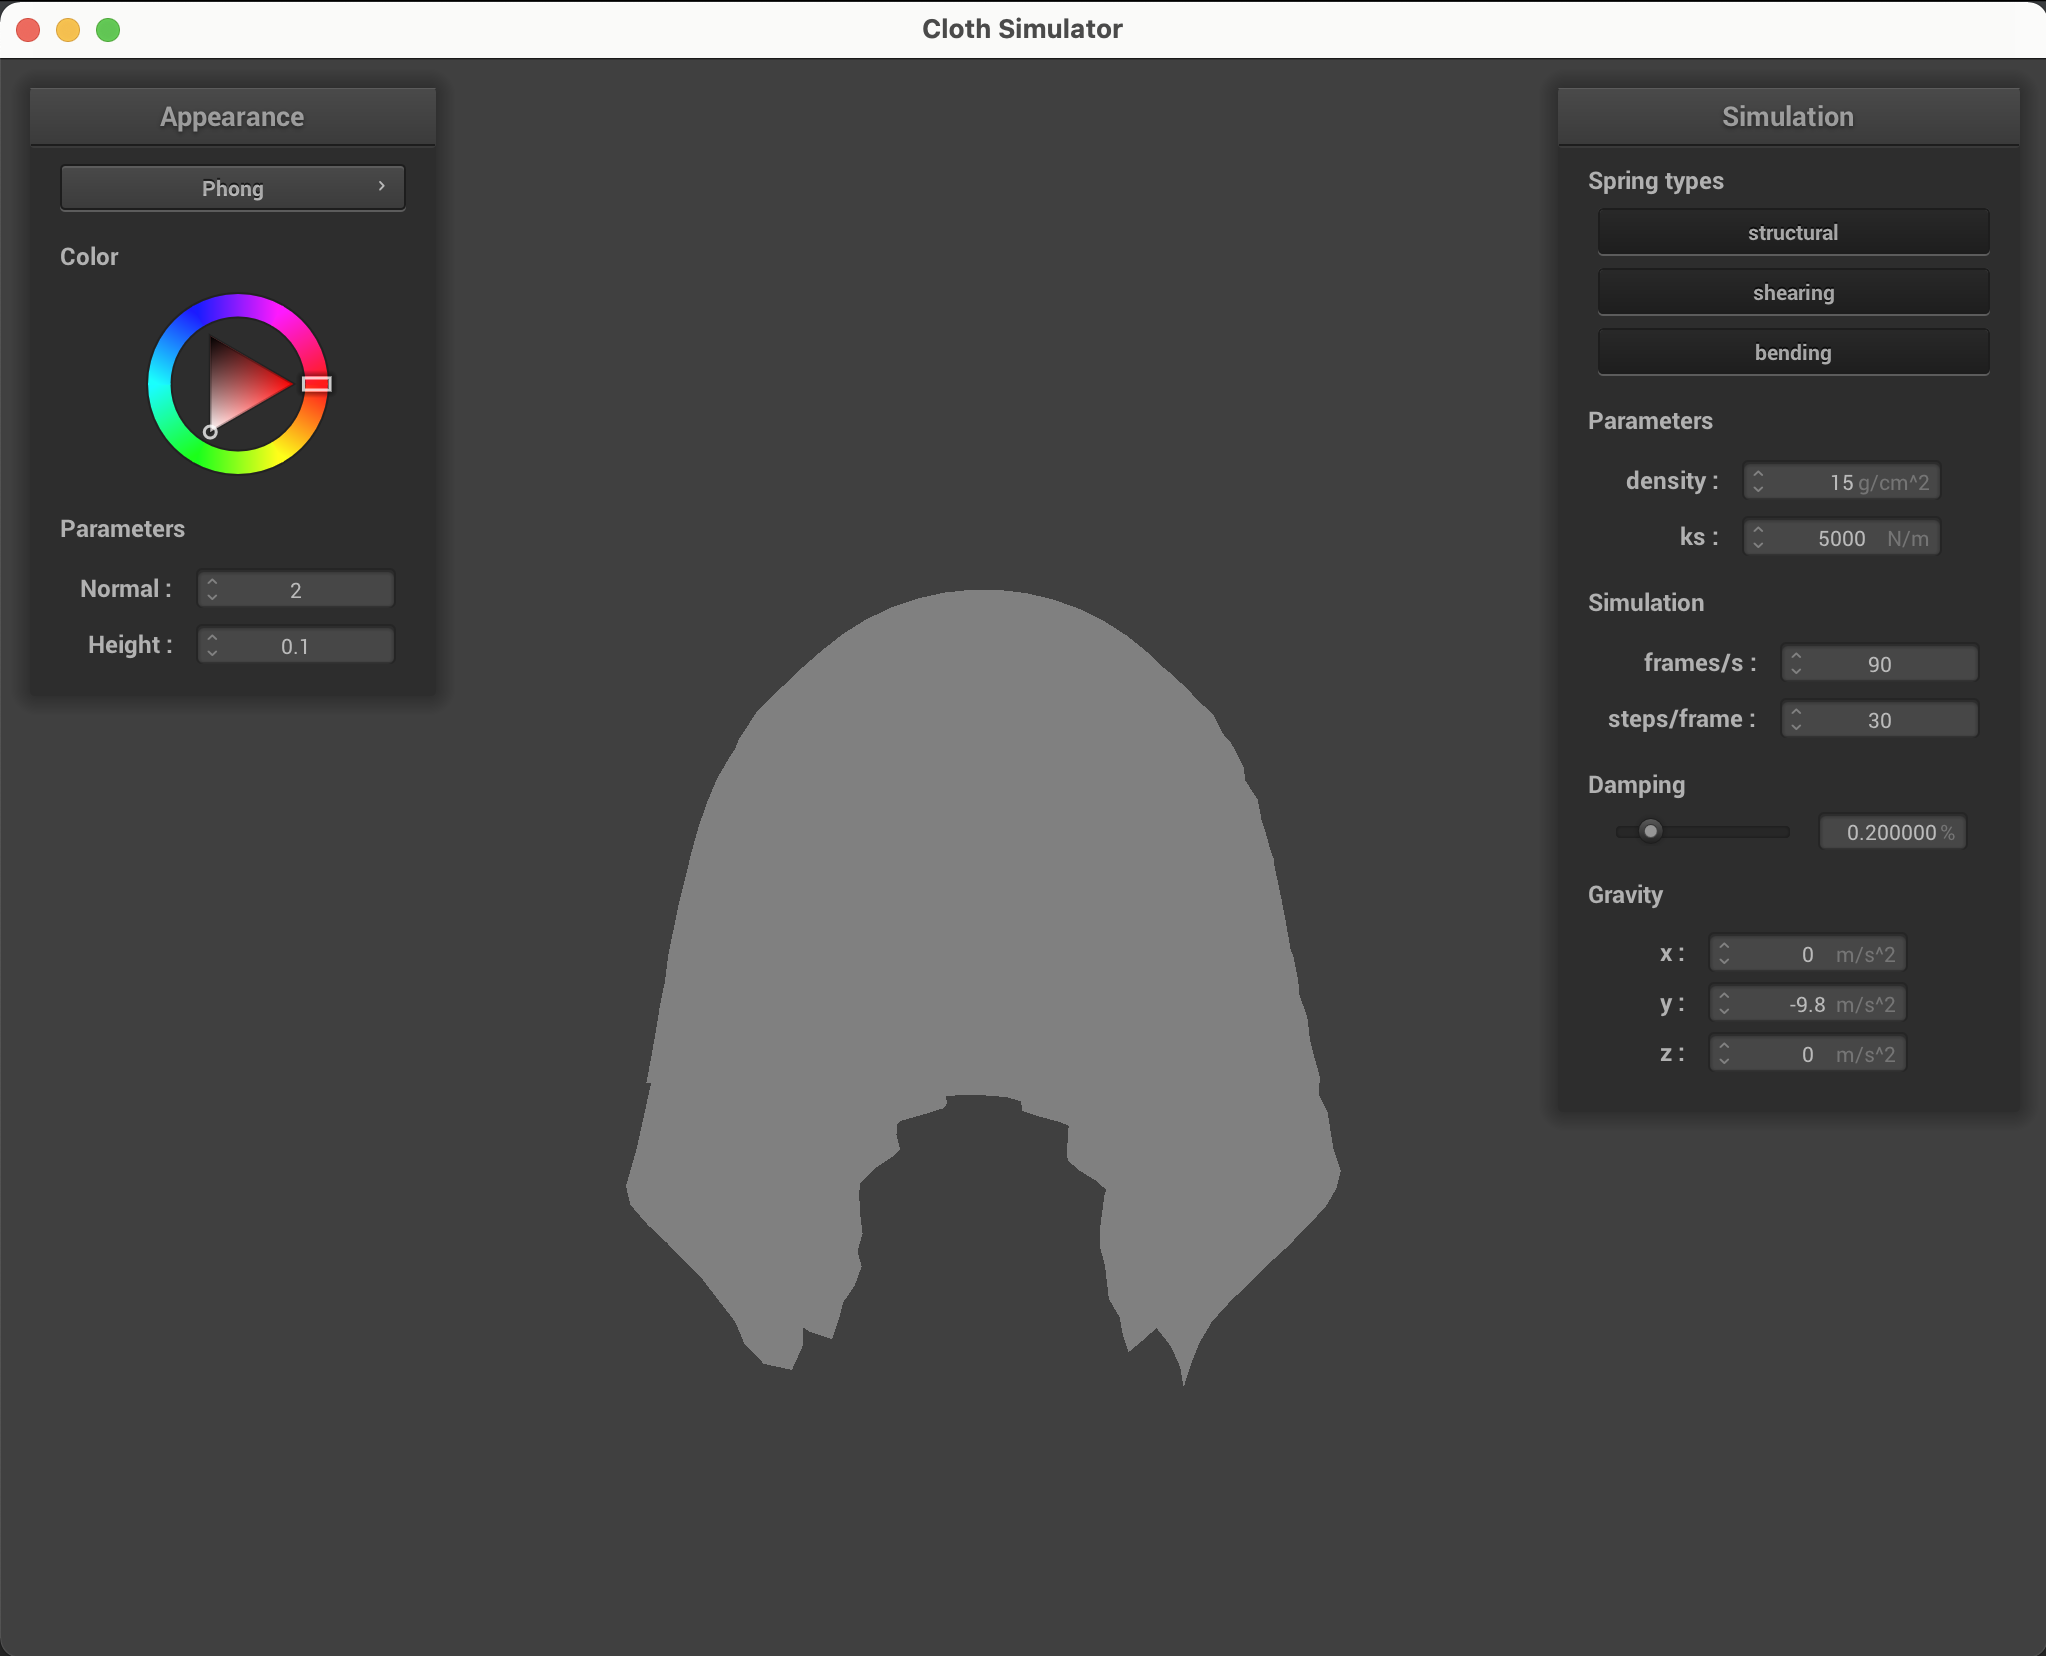 Cloth Simulator
Appearance
Phong
Color
Parameters
Normal : 2
Height : 0.1
Simulation
Spring types
structural
shearing
bending
Parameters
density : 15 g/cm^2
ks : 5000 N/m
Simulation
frames/s : 90
steps/frame : 30
Damping
0.200000 %
Gravity
x : 0 m/s^2
y : -9.8 m/s^2
z : 0 m/s^2